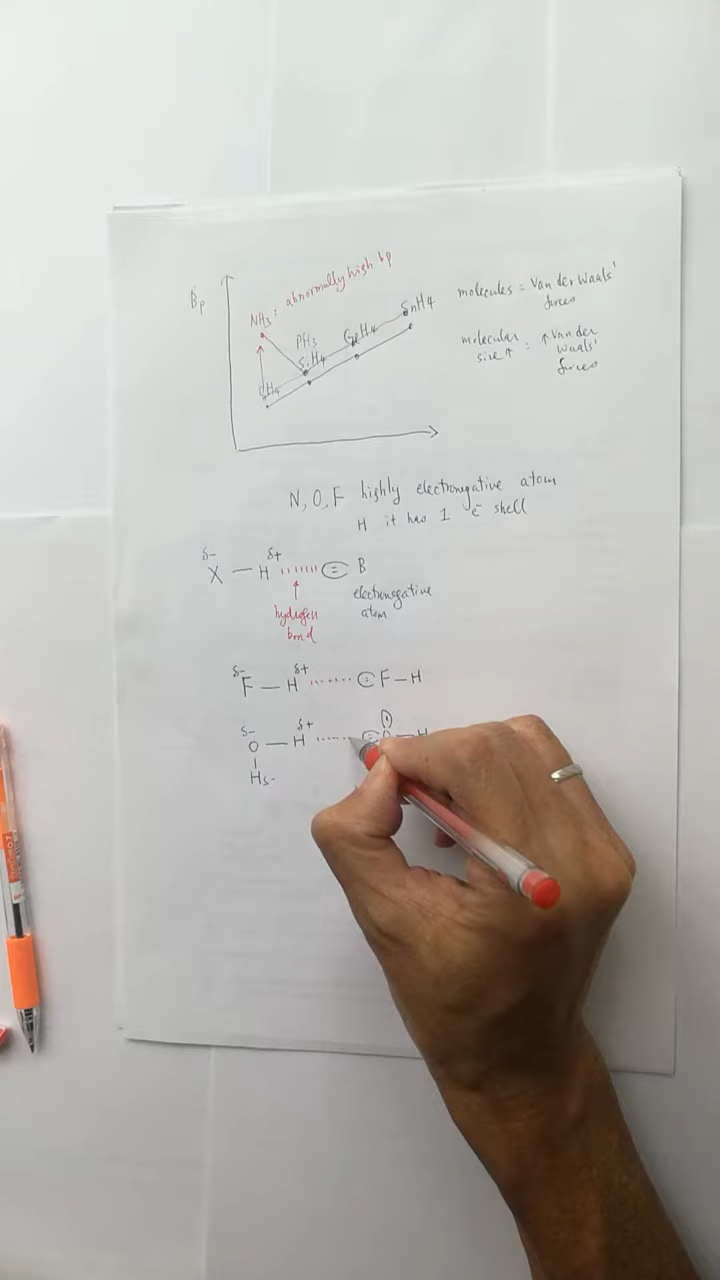 Bp
NH3: abnormally high bp
PH3
SiH4
GeH4
SnH4
CH4
molecules = Van der Waals' forces
molecular size ↑ = ↑ Van der Waals' forces
N, O, F highly electronegative atom
H it has 1 e⁻ shell
δ- δ+
X — H ...... : B
electronegative
atom
hydrogen
bond
δ- δ+
F — H ...... : F — H
δ- δ+
O — H ...... : O — H
H δ-